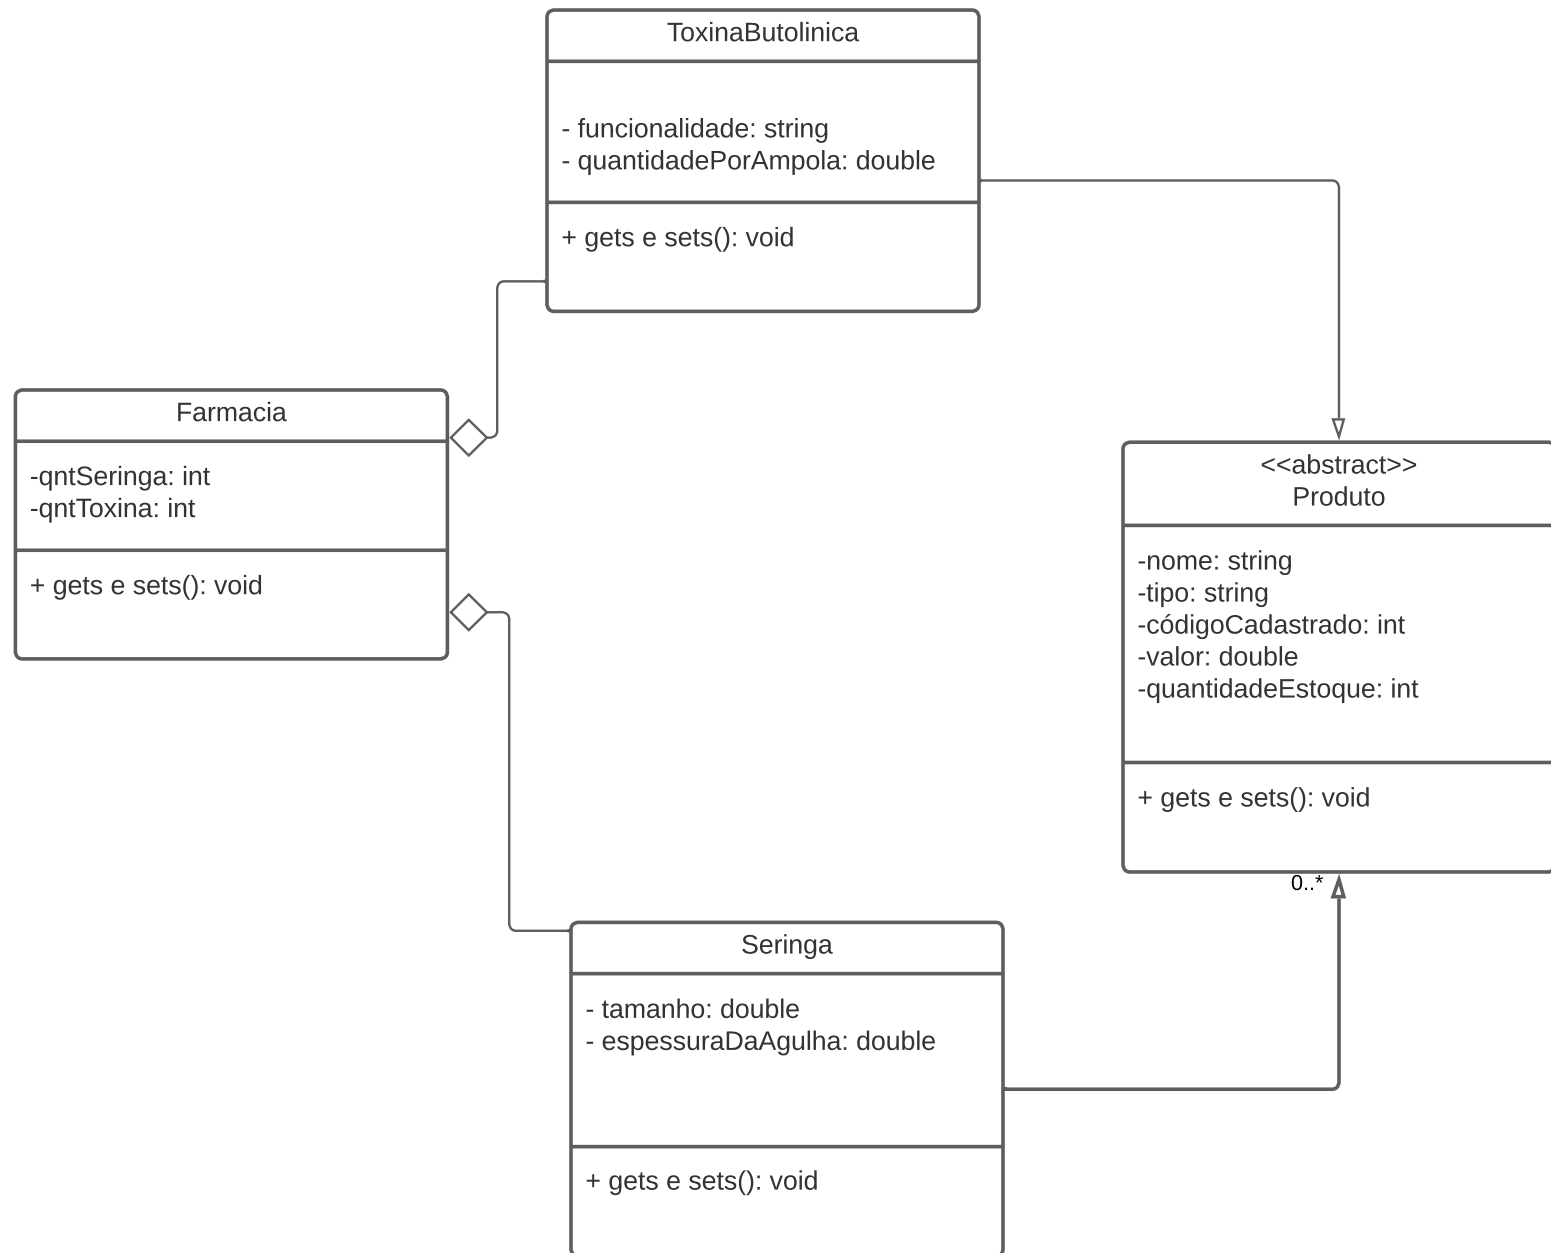 ToxinaButolinica
- funcionalidade: string
- quantidadePorAmpola: double
+ gets e sets(): void
Farmacia
-qntSeringa: int
-qntToxina: int
+ gets e sets(): void
<<abstract>>
Produto
-nome: string
-tipo: string
-códigoCadastrado: int
-valor: double
-quantidadeEstoque: int
+ gets e sets(): void
0..*
Seringa
- tamanho: double
- espessuraDaAgulha: double
+ gets e sets(): void